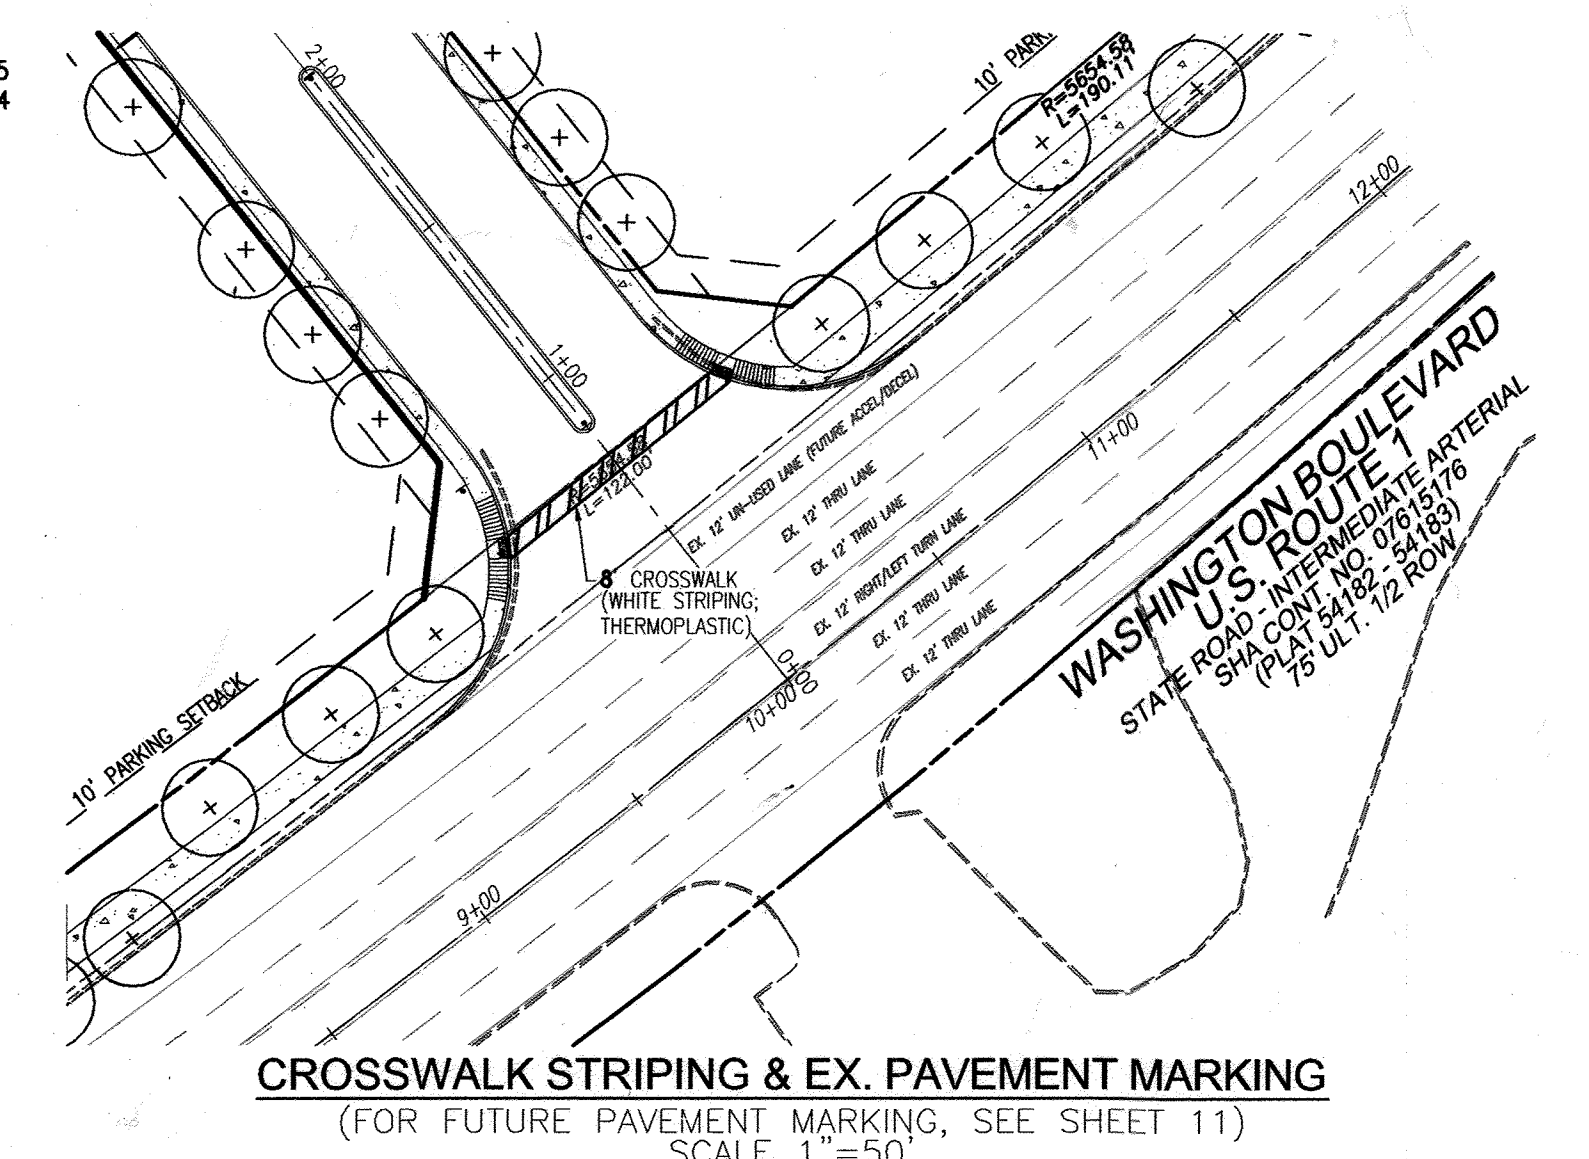 5
4
2+00
10' PARK
R=5654.58
L=190.11
12+00
1+00
11+00
L=122.00'
EX. 12' UN-USED LANE (FUTURE ACCEL/DECEL)
EX. 12' THRU LANE
EX. 12' THRU LANE
EX. 12' RIGHT/LEFT TURN LANE
EX. 12' THRU LANE
EX. 12' THRU LANE
WASHINGTON BOULEVARD
U.S. ROUTE 1
STATE ROAD - INTERMEDIATE ARTERIAL
SHA CONT. NO. 07615176
(PLAT 54182 - 54183)
75' ULT. 1/2 ROW
8' CROSSWALK
(WHITE STRIPING;
THERMOPLASTIC)
0+00
10+00
10' PARKING SETBACK
9+00
CROSSWALK STRIPING & EX. PAVEMENT MARKING
(FOR FUTURE PAVEMENT MARKING, SEE SHEET 11)
SCALE 1"=50'